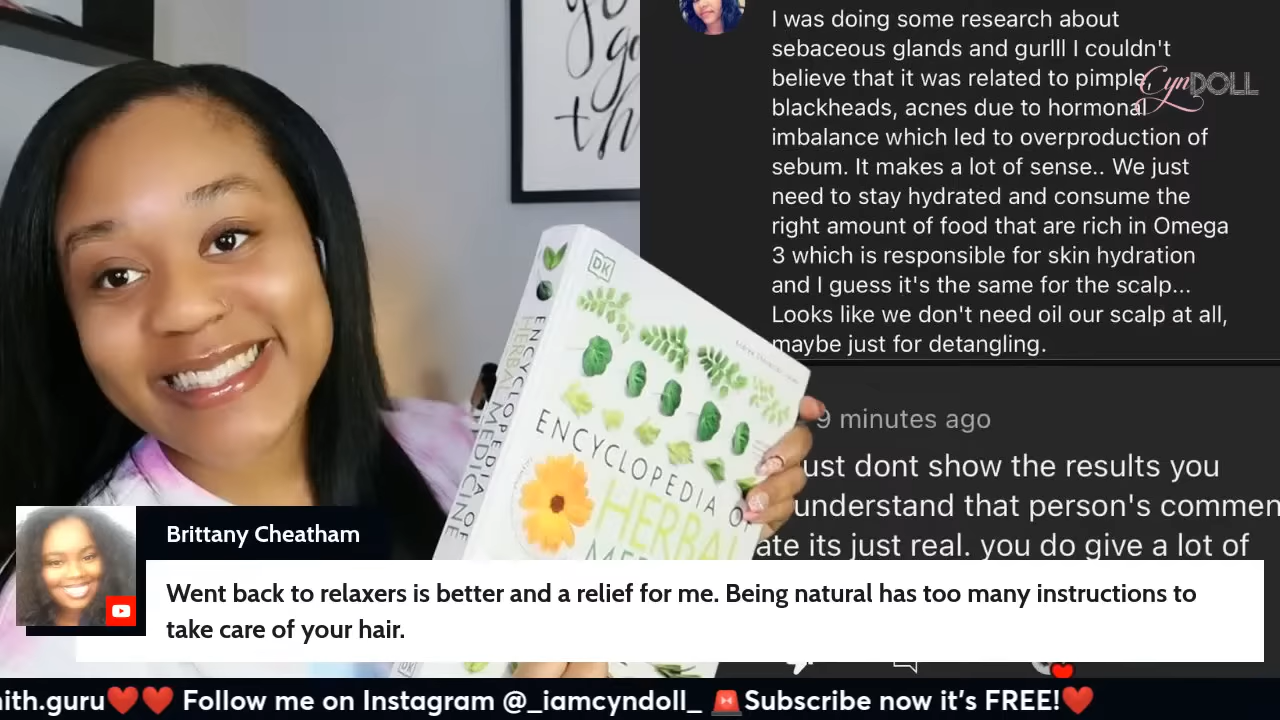 I was doing some research about
sebaceous glands and gurlll I couldn't
believe that it was related to pimple,
blackheads, acnes due to hormonal
imbalance which led to overproduction of
sebum. It makes a lot of sense.. We just
need to stay hydrated and consume the
right amount of food that are rich in Omega
3 which is responsible for skin hydration
and I guess it's the same for the scalp...
Looks like we don't need oil our scalp at all,
maybe just for detangling.
CynDOLL
DK
ENCYCLOPEDIA OF
HERBAL
ENCYCLOPEDIA OF
HERBAL MEDICINE
DK
9 minutes ago
dont show the results you
understand that person's
its just real. you do give a lot of
Brittany Cheatham
Went back to relaxers is better and a relief for me. Being natural has too many instructions to
take care of your hair.
ith.guru❤️❤️ Follow me on Instagram @_iamcyndoll_ 🚨Subscribe now it's FREE!❤️